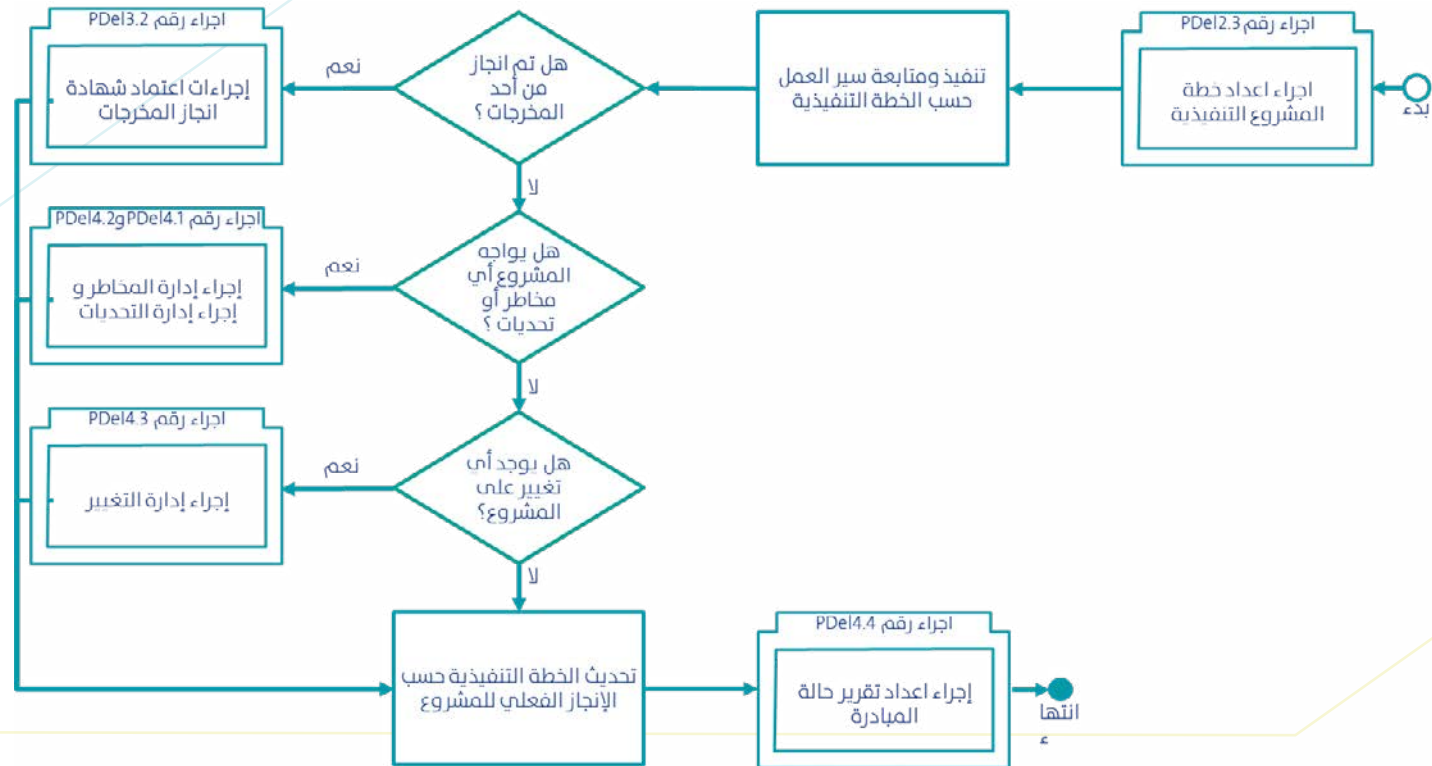 بدء
اجراء رقم PDel2.3
اجراء اعداد خطة
المشروع التنفيذية
تنفيذ ومتابعة سير العمل
حسب الخطة التنفيذية
هل تم انجاز
من أحد
المخرجات ؟
نعم
اجراء رقم PDel3.2
إجراءات اعتماد شهادة
انجاز المخرجات
لا
هل يواجه
المشروع أي
مخاطر أو
تحديات ؟
نعم
اجراء رقم PDel4.1 وPDel4.2
إجراء إدارة المخاطر و
إجراء إدارة التحديات
لا
هل يوجد أي
تغيير على
المشروع؟
نعم
اجراء رقم PDel4.3
إجراء إدارة التغيير
لا
تحديث الخطة التنفيذية حسب
الإنجاز الفعلي للمشروع
اجراء رقم PDel4.4
إجراء اعداد تقرير حالة
المبادرة
انتها
ء